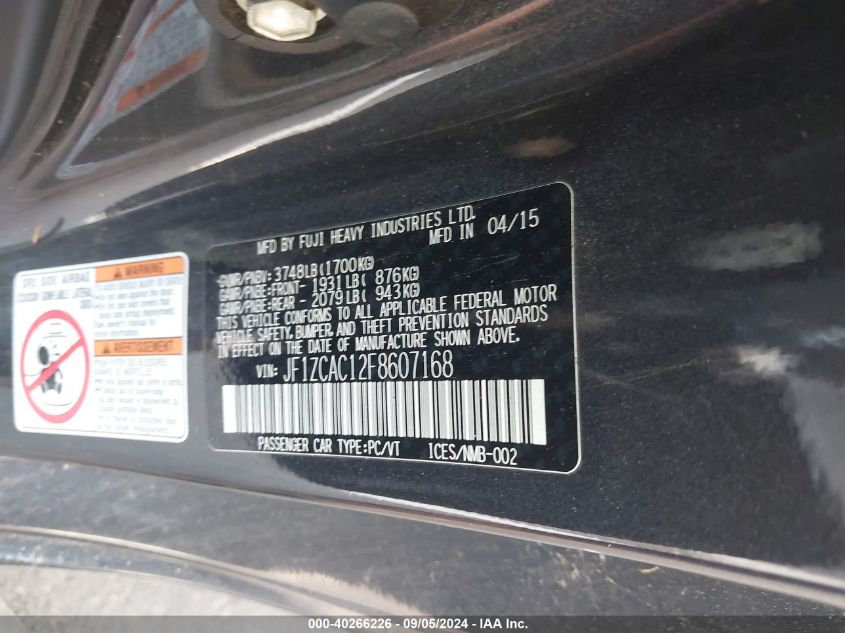 MFD BY FUJI HEAVY INDUSTRIES LTD.
MFD IN 04/15
GVWR/PNBV:3748LB(1700KG)
GAWR/PNBE:FRONT- 1931LB( 876KG)
GAWR/PNBE:REAR - 2079LB( 943KG)
THIS VEHICLE CONFORMS TO ALL APPLICABLE FEDERAL MOTOR
VEHICLE SAFETY, BUMPER, AND THEFT PREVENTION STANDARDS
IN EFFECT ON THE DATE OF MANUFACTURE SHOWN ABOVE.
VIN: JF1ZCAC12F8607168
PASSENGER CAR TYPE:PC/VT ICES/NMB-002
SRS SIDE AIRBAG
WARNING
AVERTISSEMENT
000-40266226 - 09/05/2024 - IAA Inc.